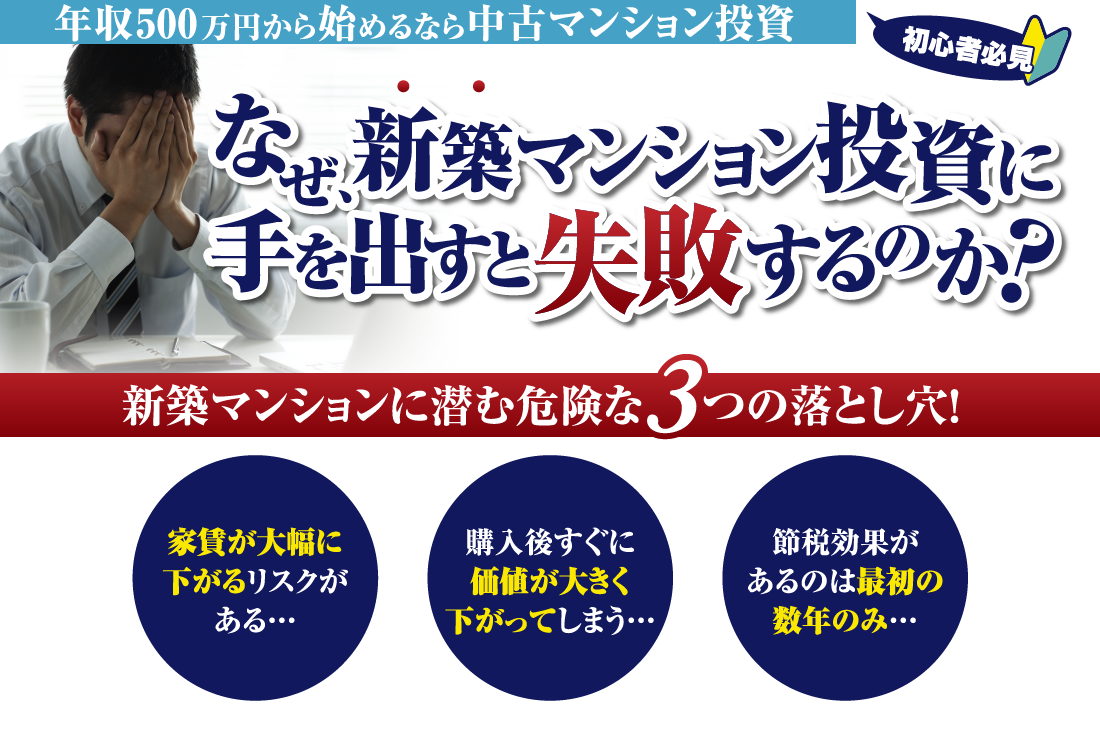 年収500万円から始めるなら中古マンション投資
初心者必見
なぜ、新築マンション投資に
手を出すと失敗するのか?
新築マンションに潜む危険な3つの落とし穴!
家賃が大幅に
下がるリスクが
ある…
購入後すぐに
価値が大きく
下がってしまう…
節税効果が
あるのは最初の
数年のみ…